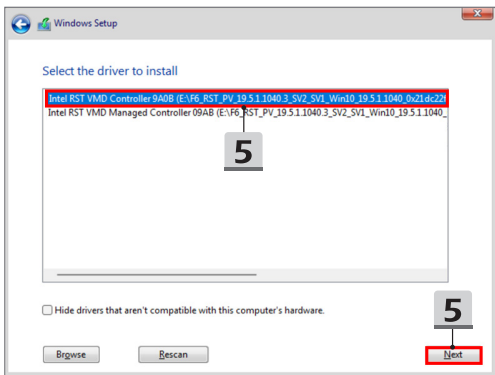 Windows Setup
Select the driver to install
Intel RST VMD Controller 9A0B (E:\F6_RST_PV_19.5.1.1040.3_SV2_SV1_Win10_19.5.1.1040_0x21dc22f
Intel RST VMD Managed Controller 09AB (E:\F6_RST_PV_19.5.1.1040.3_SV2_SV1_Win10_19.5.1.1040_
5
Hide drivers that aren't compatible with this computer's hardware.
5
Browse Rescan Next